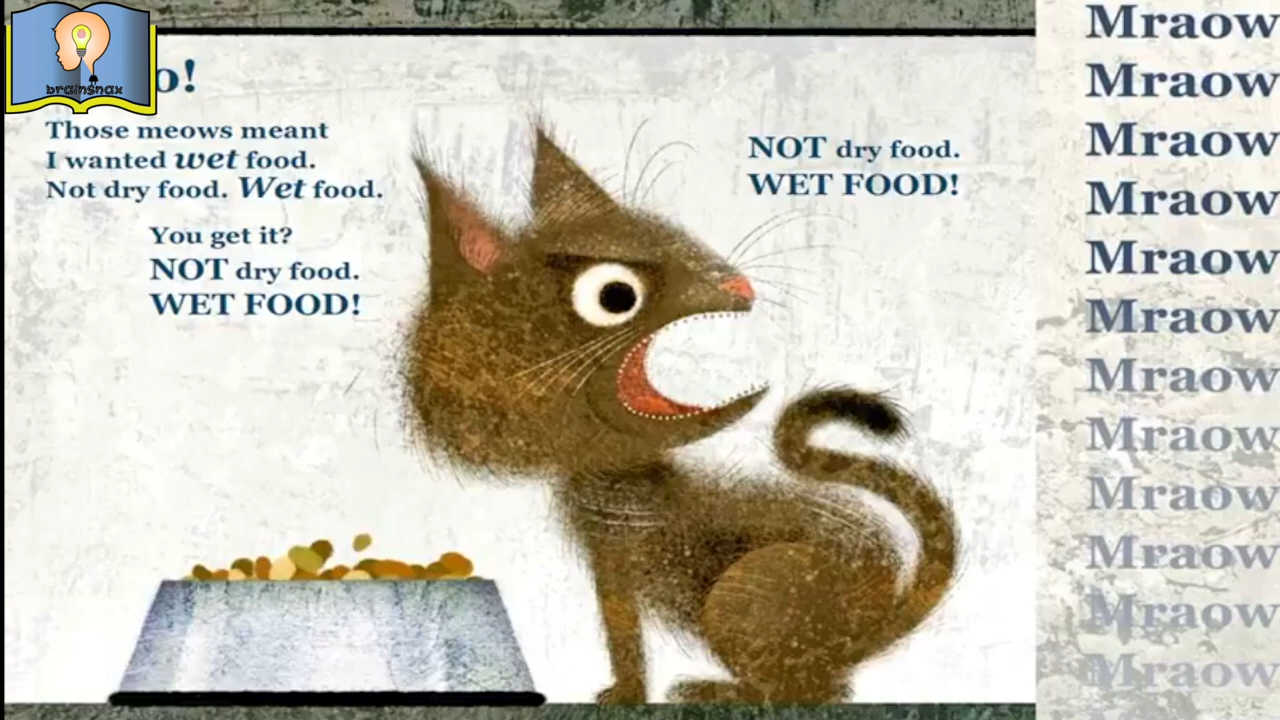 brainsnax
o!
Those meows meant
I wanted wet food.
Not dry food. Wet food.
You get it?
NOT dry food.
WET FOOD!
NOT dry food.
WET FOOD!
Mraow
Mraow
Mraow
Mraow
Mraow
Mraow
Mraow
Mraow
Mraow
Mraow
Mraow
Mraow